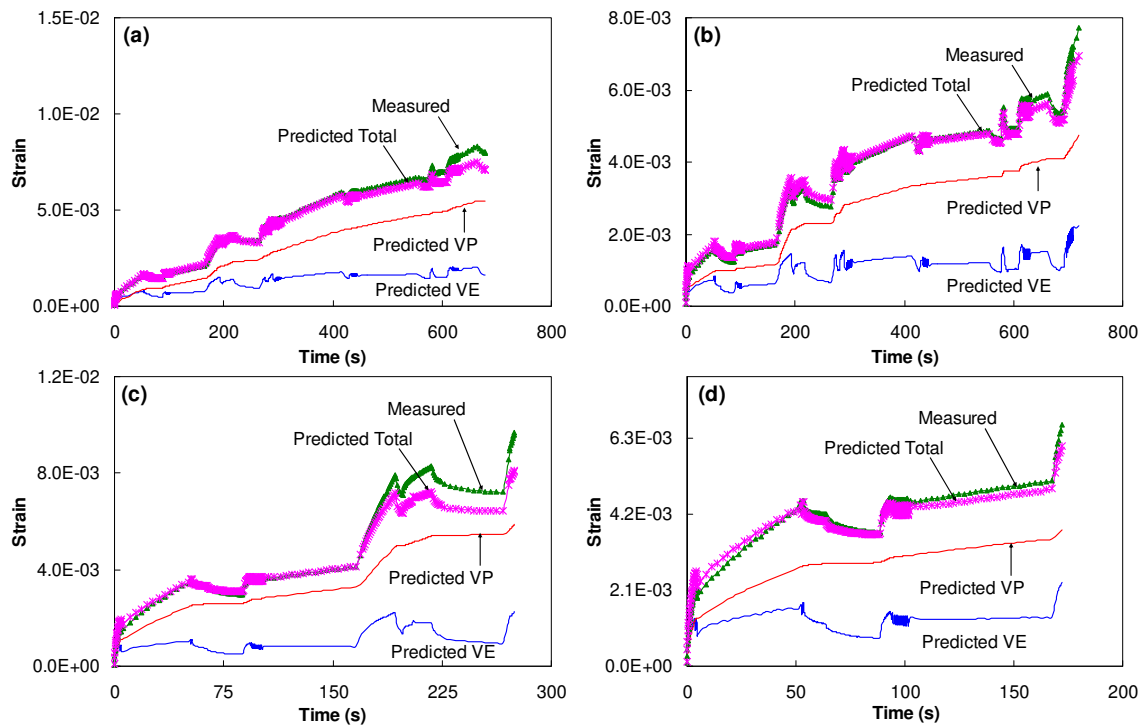 (a)
1.5E-02
1.0E-02
5.0E-03
0.0E+00
Strain
Measured
Predicted Total
Predicted VP
Predicted VE
0 200 400 600 800
Time (s)
(b)
8.0E-03
6.0E-03
4.0E-03
2.0E-03
0.0E+00
Strain
Measured
Predicted Total
Predicted VP
Predicted VE
0 200 400 600 800
Time (s)
(c)
1.2E-02
8.0E-03
4.0E-03
0.0E+00
Strain
Measured
Predicted Total
Predicted VP
Predicted VE
0 75 150 225 300
Time (s)
(d)
6.3E-03
4.2E-03
2.1E-03
0.0E+00
Strain
Measured
Predicted Total
Predicted VP
Predicted VE
0 50 100 150 200
Time (s)